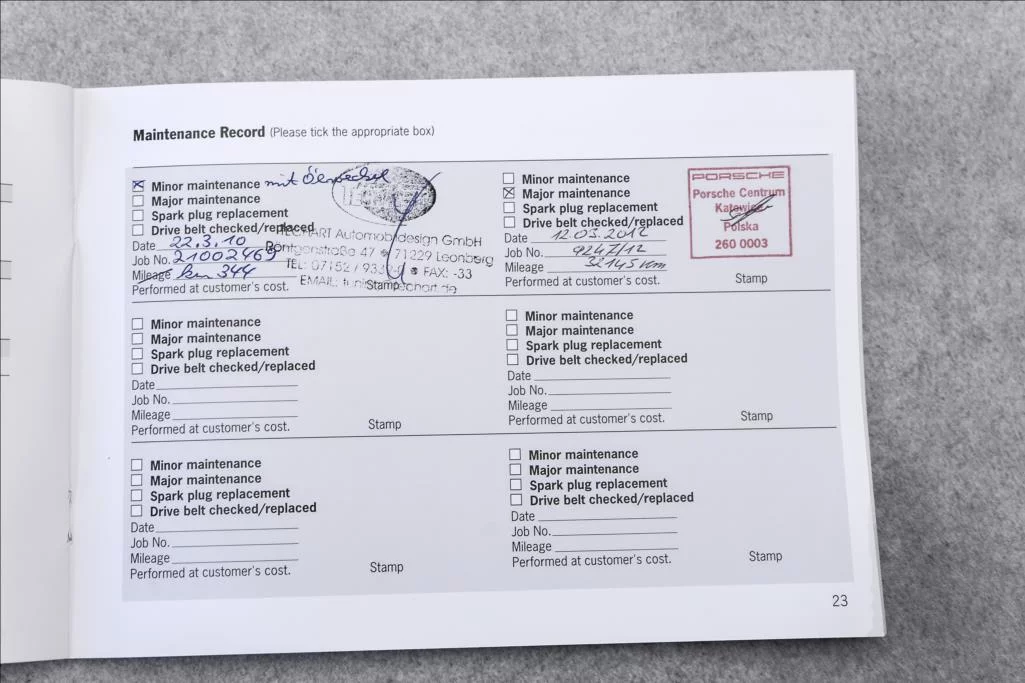 Maintenance Record (Please tick the appropriate box)
Minor maintenance mit Ölwechsel
Major maintenance
Spark plug replacement
Drive belt checked/replaced
Date 22.3.10
Job No. 21002469
Mileage km 344
Performed at customer's cost.
TECHART Automobildesign GmbH
Röntgenstraße 47 71229 Leonberg
TEL: 07152 / FAX: -33
EMAIL:
Stamp
Minor maintenance
Major maintenance
Spark plug replacement
Drive belt checked/replaced
Date 12.03.2012
Job No. 9247/12
Mileage 32145 km
Performed at customer's cost.
PORSCHE
Porsche Centrum
Katowice
Polska
260 0003
Stamp
Minor maintenance
Major maintenance
Spark plug replacement
Drive belt checked/replaced
Date
Job No.
Mileage
Performed at customer's cost.
Stamp
Minor maintenance
Major maintenance
Spark plug replacement
Drive belt checked/replaced
Date
Job No.
Mileage
Performed at customer's cost.
Stamp
Minor maintenance
Major maintenance
Spark plug replacement
Drive belt checked/replaced
Date
Job No.
Mileage
Performed at customer's cost.
Stamp
Minor maintenance
Major maintenance
Spark plug replacement
Drive belt checked/replaced
Date
Job No.
Mileage
Performed at customer's cost.
Stamp
23